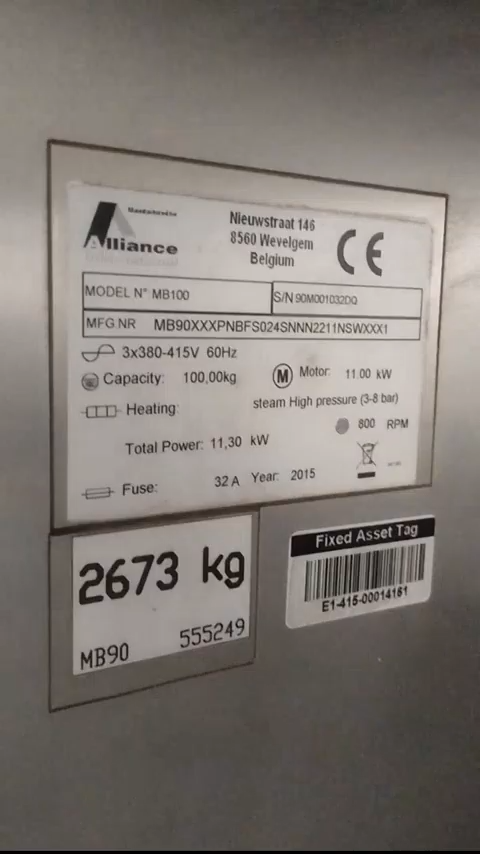 Alliance
Nieuwstraat 146
8560 Wevelgem
Belgium
CE
MODEL N° MB100
S/N 90M001032DQ
MFG.NR MB90XXXPNBFS024SNNN2211NSWXXX1
3x380-415V 60Hz
Capacity: 100,00kg
M Motor: 11.00 kW
Heating: steam High pressure (3-8 bar)
800 RPM
Total Power: 11,30 kW
Fuse: 32 A Year: 2015
2673 kg
MB90 555249
Fixed Asset Tag
E1-415-00014161